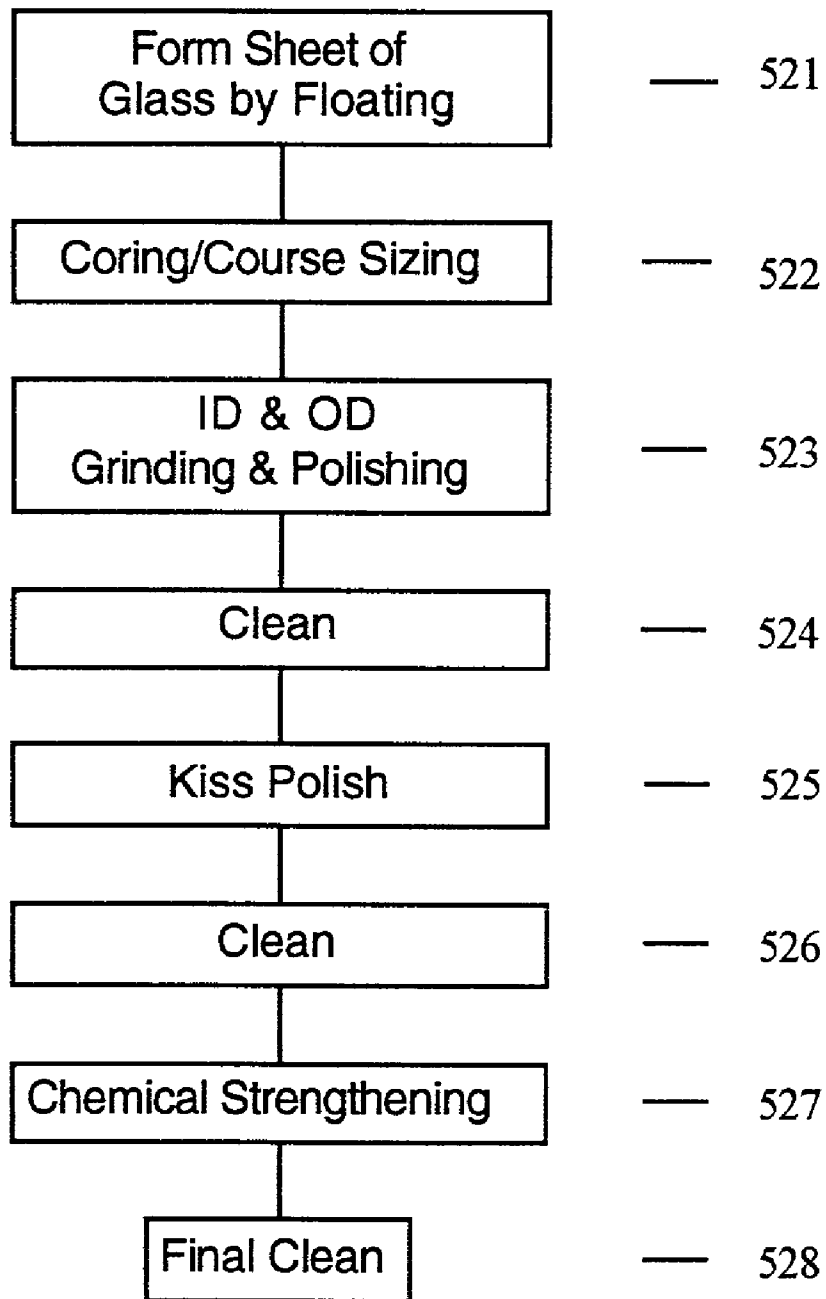 Form Sheet of
Glass by Floating
521
Coring/Course Sizing
522
ID & OD
Grinding & Polishing
523
Clean
524
Kiss Polish
525
Clean
526
Chemical Strengthening
527
Final Clean
528